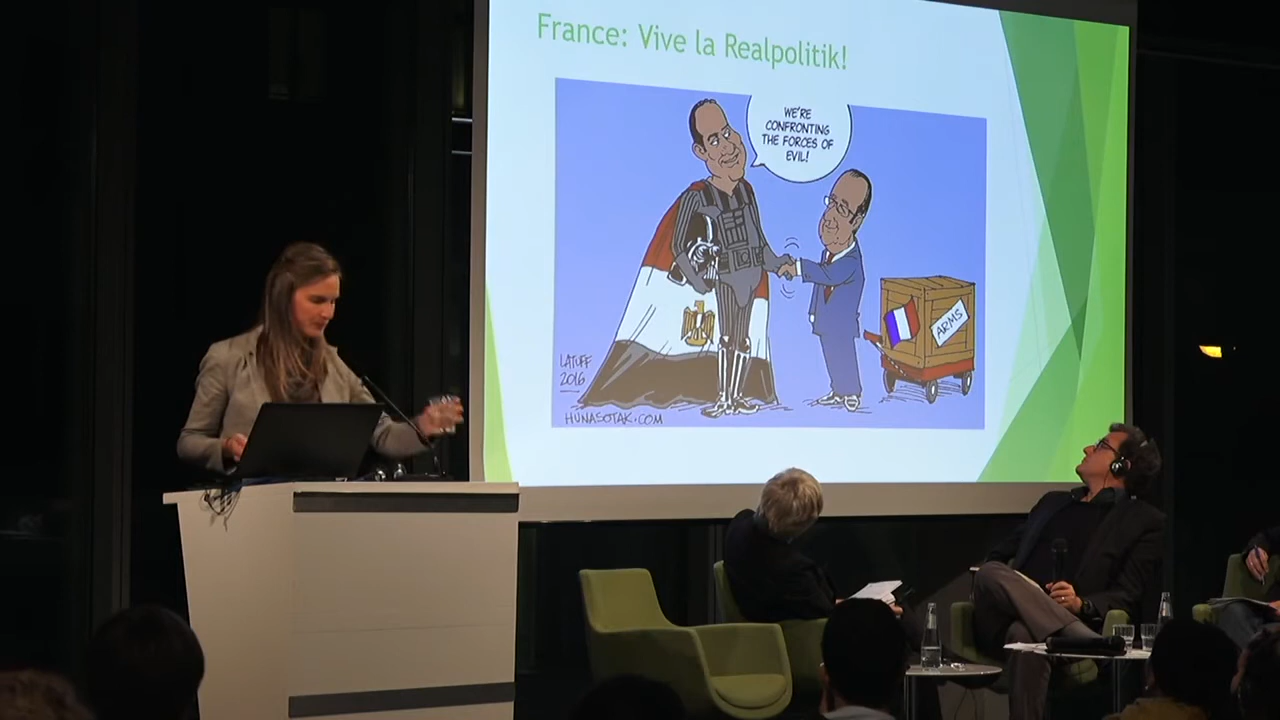 France: Vive la Realpolitik!
WE'RE
CONFRONTING
THE FORCES OF
EVIL!
ARMS
LATUFF
2016
HUNASOTAK.COM